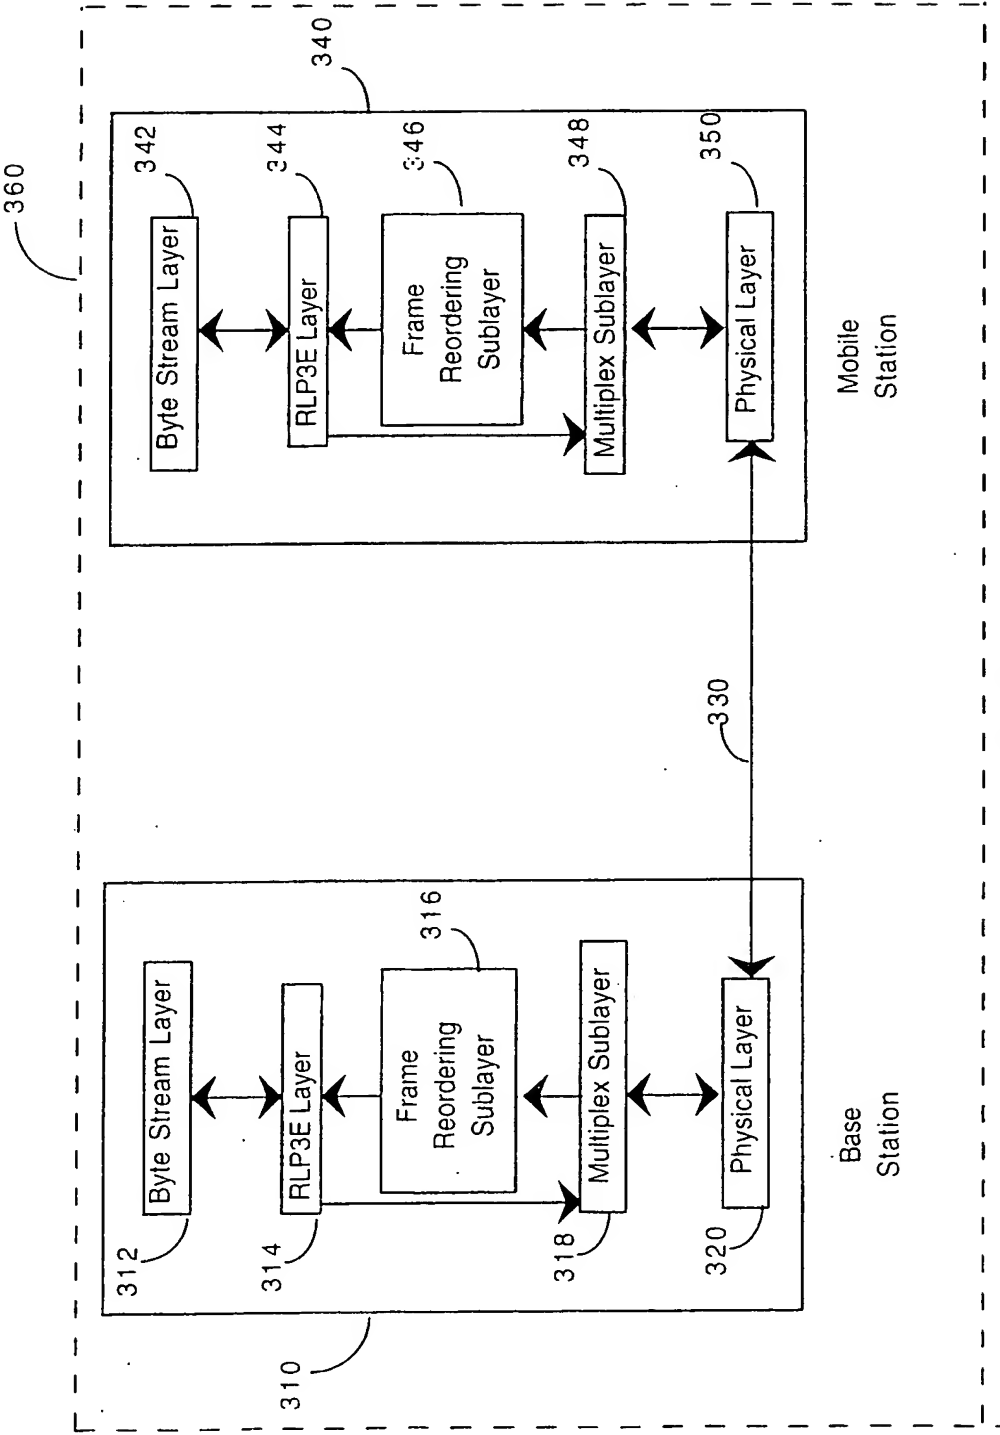 360
310
312
Byte Stream Layer
314
RLP3E Layer
316
Frame
Reordering
Sublayer
318
Multiplex Sublayer
320
Physical Layer
Base
Station
330
340
342
Byte Stream Layer
344
RLP3E Layer
346
Frame
Reordering
Sublayer
348
Multiplex Sublayer
350
Physical Layer
Mobile
Station